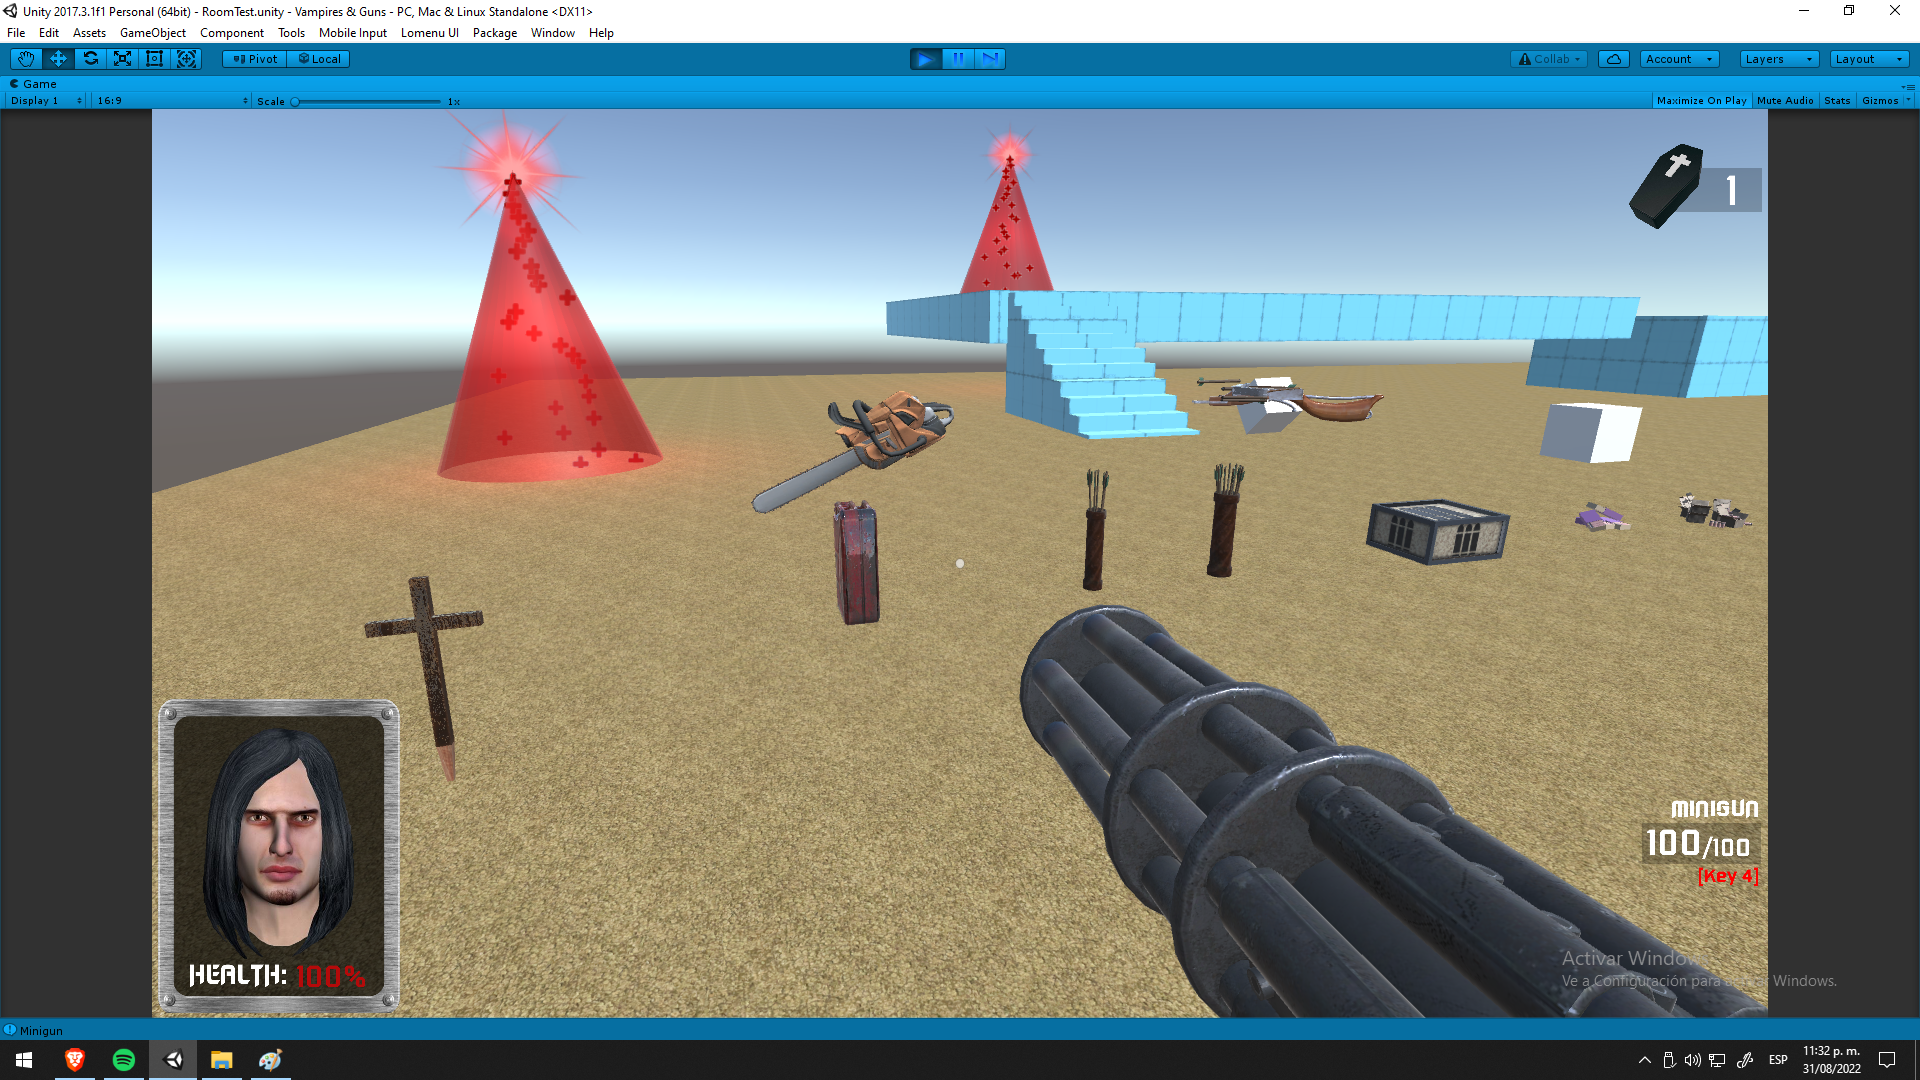 Unity 2017.3.1f1 Personal (64bit) - RoomTest.unity - Vampires & Guns - PC, Mac & Linux Standalone <DX11>
File Edit Assets GameObject Component Tools Mobile Input Lomenu UI Package Window Help
Pivot Local Collab Account Layers Layout
Game
Display 1 16:9 Scale 1x Maximize On Play Mute Audio Stats Gizmos
1
MINIGUN
100/100
[Key 4]
HEALTH: 100%
Activar Windows
Ve a Configuración para activar Windows.
Minigun
ESP
11:32 p. m.
31/08/2022